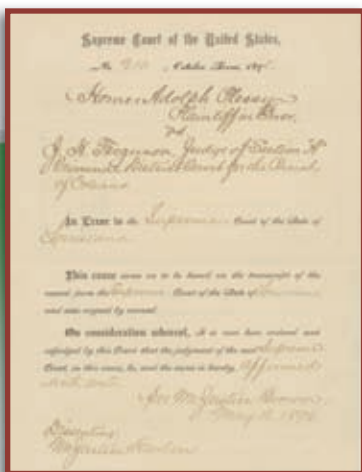 Supreme Court of the United States,
No. 210, October Term, 1895.
Homer Adolph Plessy
Plaintiff in Error,
vs
J. H. Ferguson, Judge of Section "A"
Criminal District Court for the Parish
of Orleans
In Error to the Supreme Court of the State of
Louisiana
This cause came on to be heard on the transcript of the
record from the Supreme Court of the State of Louisiana
and was argued by counsel.
On consideration whereof, It is now here ordered and
adjudged by this Court that the judgment of the said Supreme
Court, in this cause, be, and the same is hereby, affirmed
with costs.
Per Mr Justice Brown
May 18, 1896
Dissenting
Mr Justice Harlan